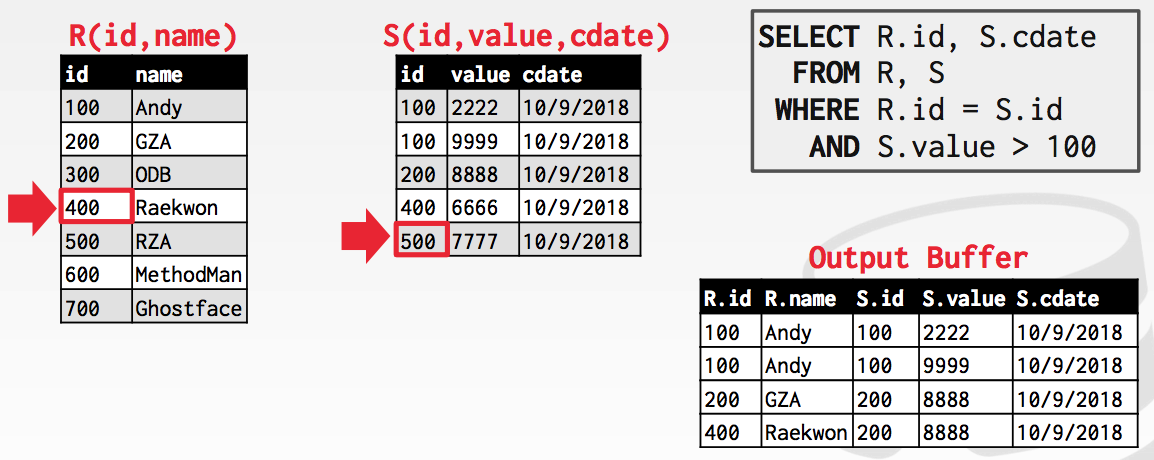 R(id,name)
id name
100 Andy
200 GZA
300 ODB
400 Raekwon
500 RZA
600 MethodMan
700 Ghostface
S(id,value,cdate)
id value cdate
100 2222 10/9/2018
100 9999 10/9/2018
200 8888 10/9/2018
400 6666 10/9/2018
500 7777 10/9/2018
SELECT R.id, S.cdate
FROM R, S
WHERE R.id = S.id
AND S.value > 100
Output Buffer
R.id R.name S.id S.value S.cdate
100 Andy 100 2222 10/9/2018
100 Andy 100 9999 10/9/2018
200 GZA 200 8888 10/9/2018
400 Raekwon 200 8888 10/9/2018